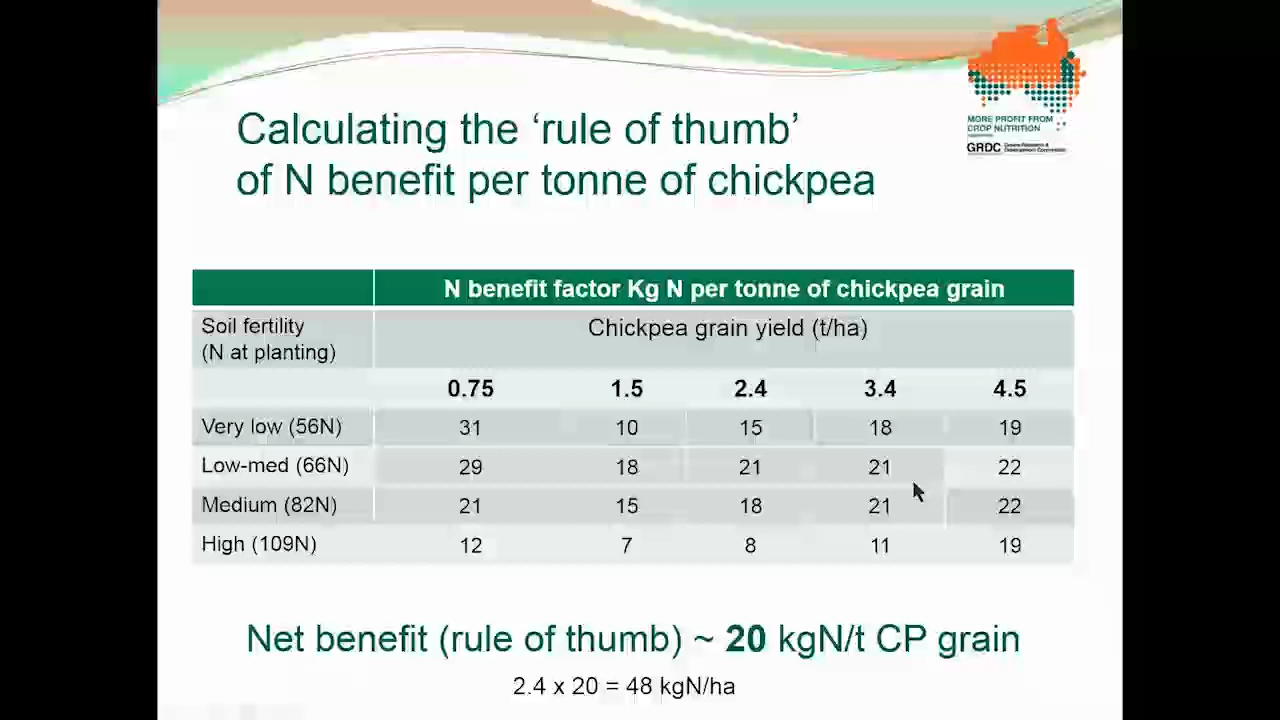 MORE PROFIT FROM
CROP NUTRITION
GRDC Grains Research & Development Corporation
Calculating the ‘rule of thumb’
of N benefit per tonne of chickpea
N benefit factor Kg N per tonne of chickpea grain
Soil fertility
(N at planting)
Chickpea grain yield (t/ha)
0.75 1.5 2.4 3.4 4.5
Very low (56N) 31 10 15 18 19
Low-med (66N) 29 18 21 21 22
Medium (82N) 21 15 18 21 22
High (109N) 12 7 8 11 19
Net benefit (rule of thumb) ~ 20 kgN/t CP grain
2.4 x 20 = 48 kgN/ha